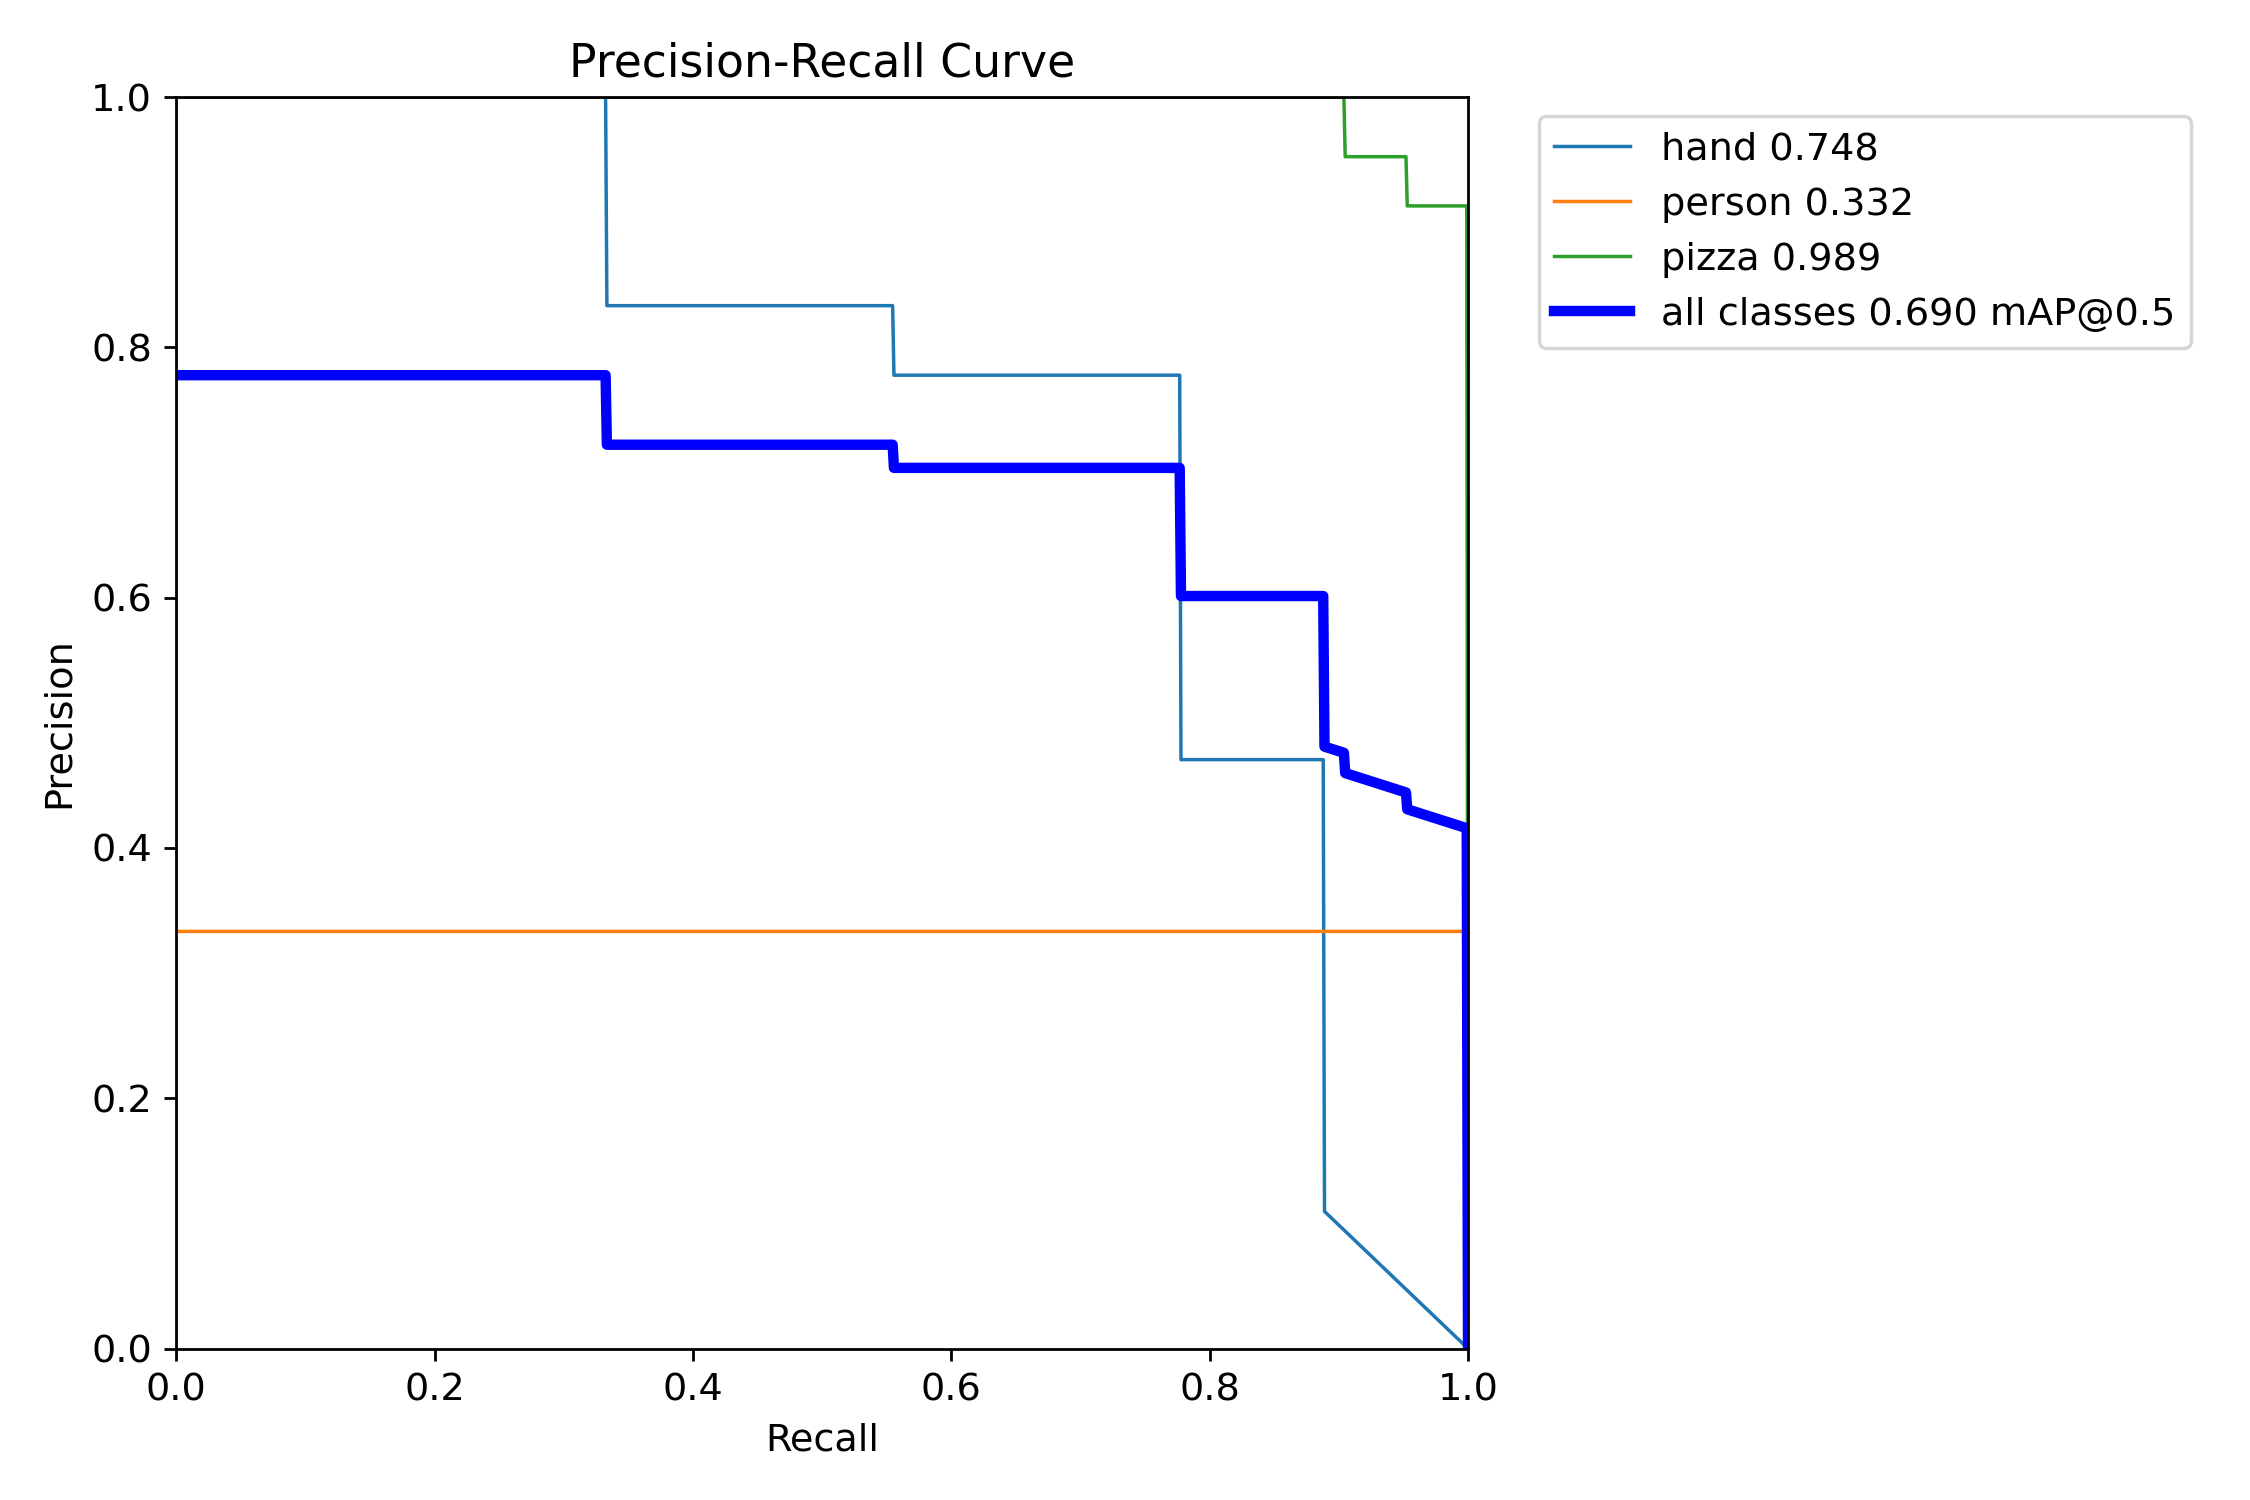 Precision-Recall Curve
1.0
0.8
0.6
0.4
0.2
0.0
Precision
0.0 0.2 0.4 0.6 0.8 1.0
Recall
hand 0.748
person 0.332
pizza 0.989
all classes 0.690 mAP@0.5